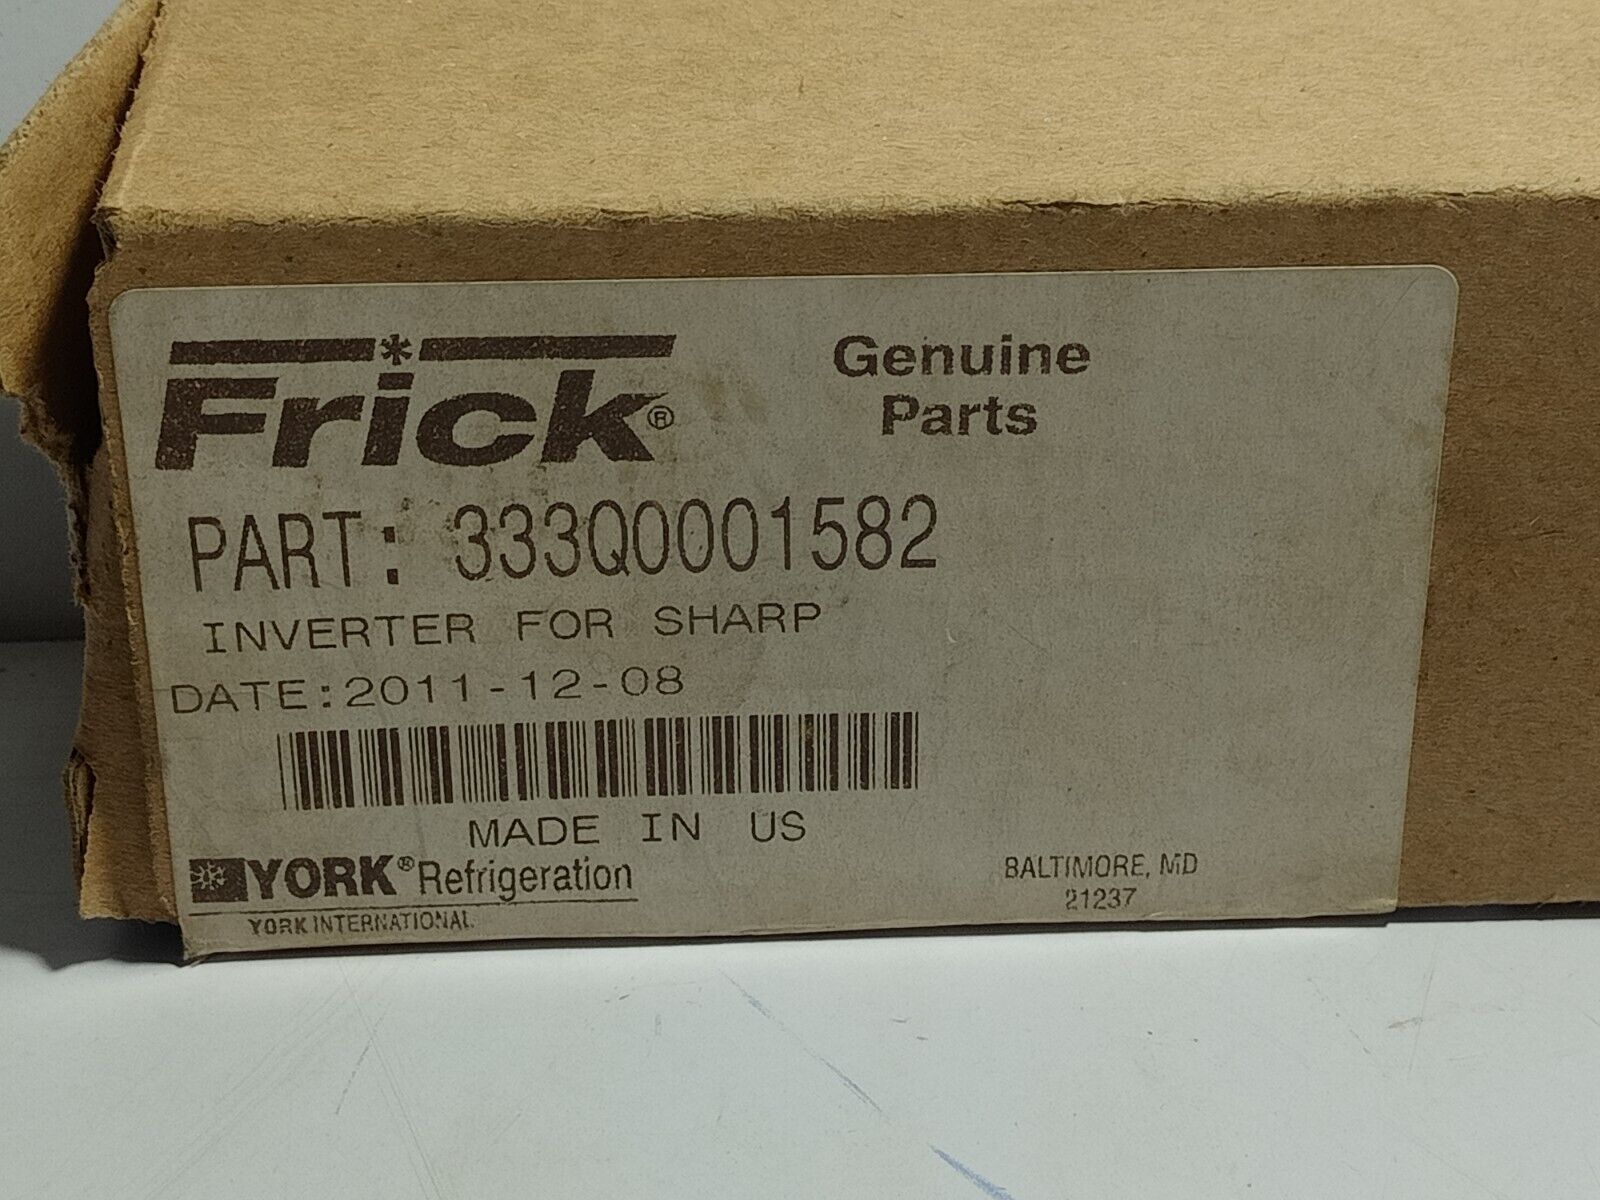 Frick®
Genuine
Parts
PART: 333Q0001582
INVERTER FOR SHARP
DATE:2011-12-08
MADE IN US
YORK® Refrigeration
YORK INTERNATIONAL
BALTIMORE, MD
21237